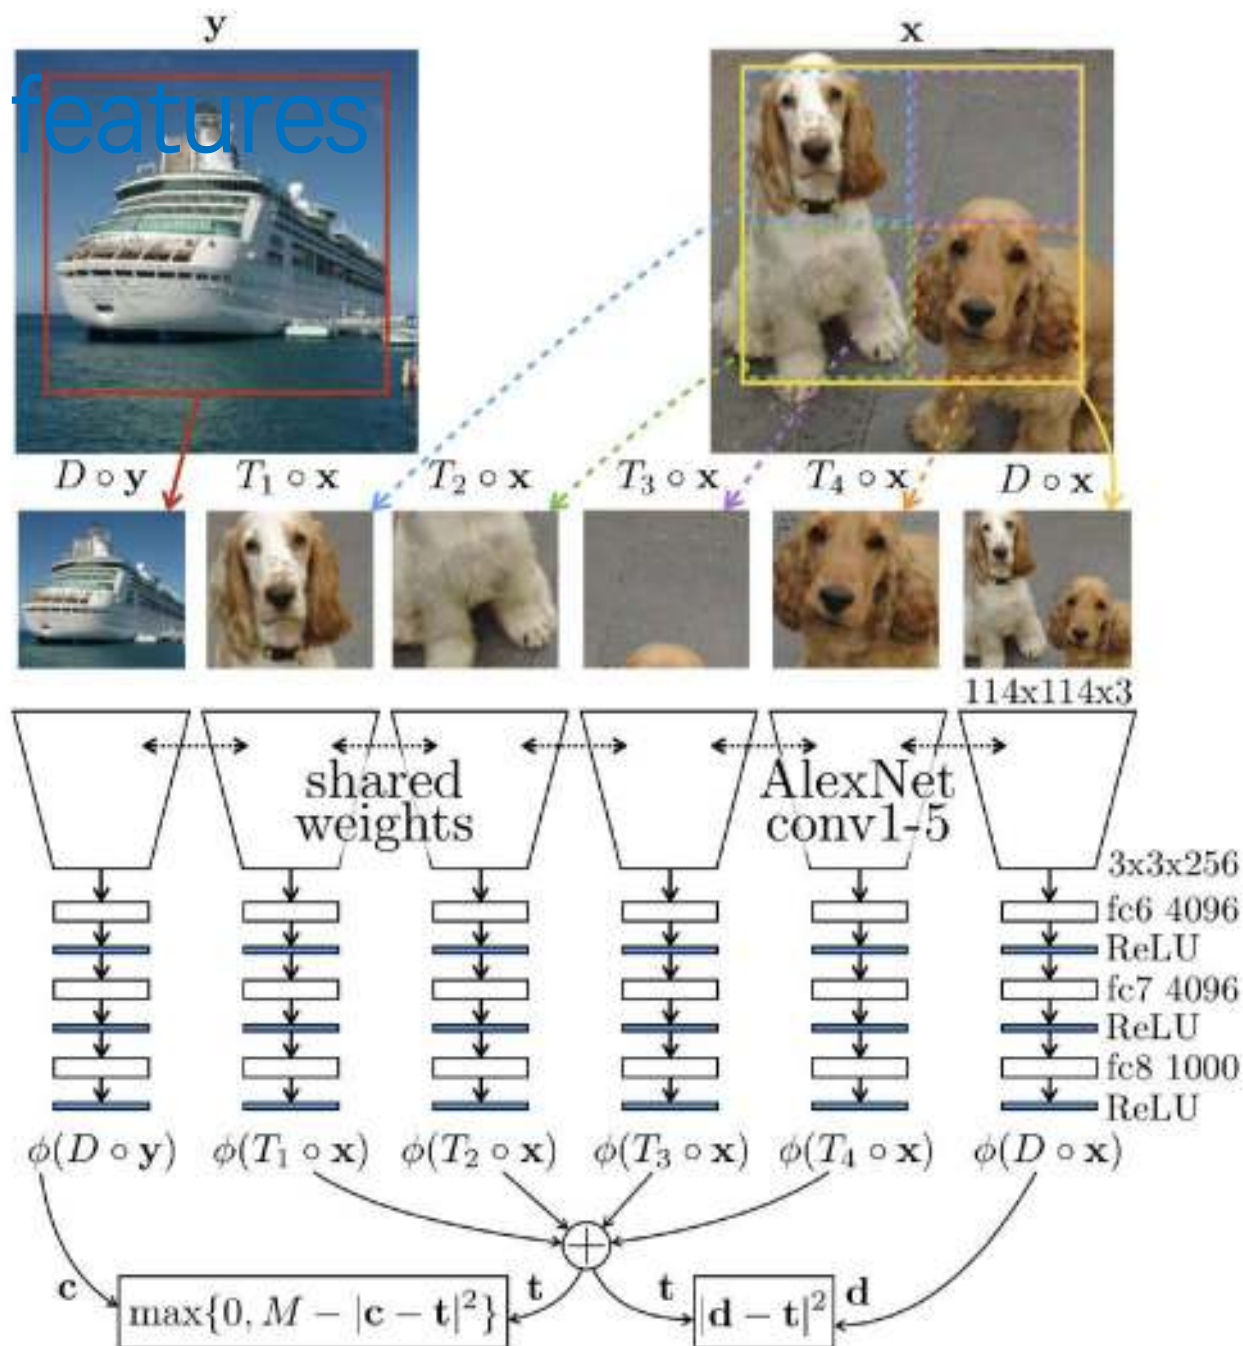 y
x
features
D ∘ y
T₁ ∘ x
T₂ ∘ x
T₃ ∘ x
T₄ ∘ x
D ∘ x
114x114x3
shared
weights
AlexNet
conv1-5
3x3x256
fc6 4096
ReLU
fc7 4096
ReLU
fc8 1000
ReLU
ϕ(D ∘ y)
ϕ(T₁ ∘ x)
ϕ(T₂ ∘ x)
ϕ(T₃ ∘ x)
ϕ(T₄ ∘ x)
ϕ(D ∘ x)
c
t
t
d
max{0, M − |c − t|²}
|d − t|²